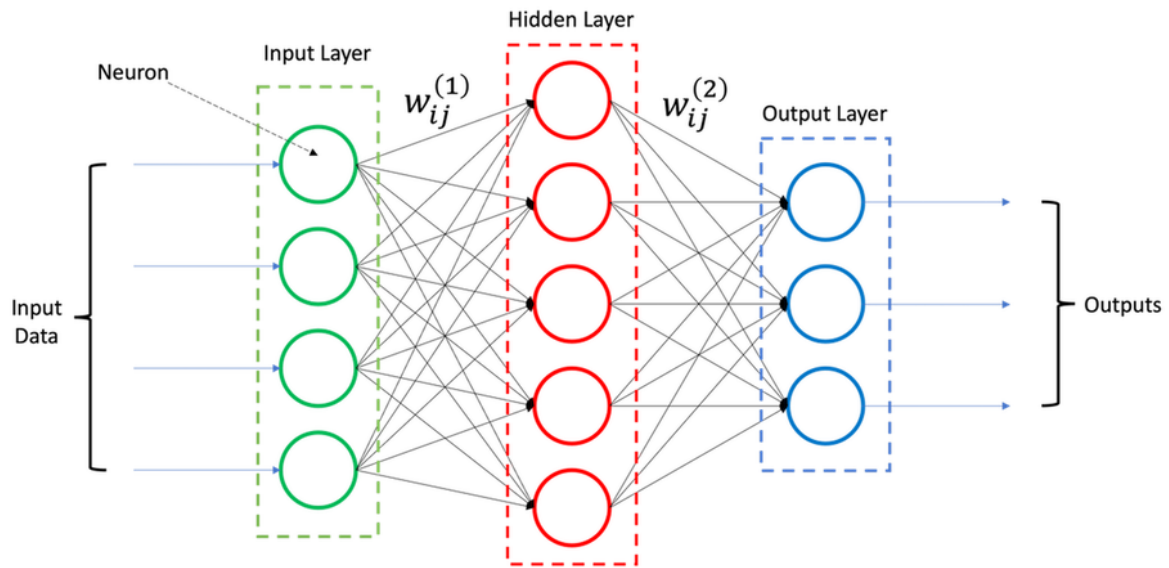 Hidden Layer
Input Layer
Neuron
w_{ij}^{(1)}
w_{ij}^{(2)}
Output Layer
Input
Data
Outputs